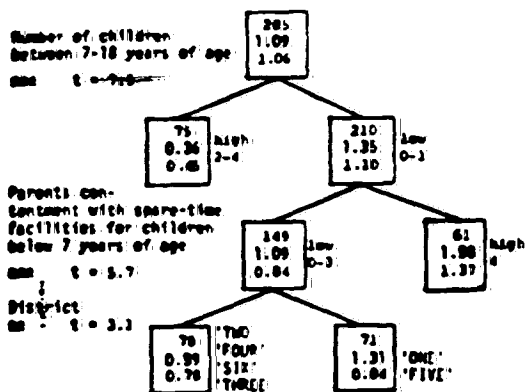 Number of children
between 7-18 years of age
t =
285
1.09
1.06
75
0.36
0.65
high
2-4
210
1.35
1.10
low
0-1
Parents con-
tentment with spare-time
facilities for children
below 7 years of age
t = 5.7
149
1.09
0.84
low
0-3
61
1.98
1.37
high
4
District
t = 3.3
78
0.78
'TWO
'FOUR'
'SIX'
'THREE'
71
1.31
0.84
'ONE'
'FIVE'